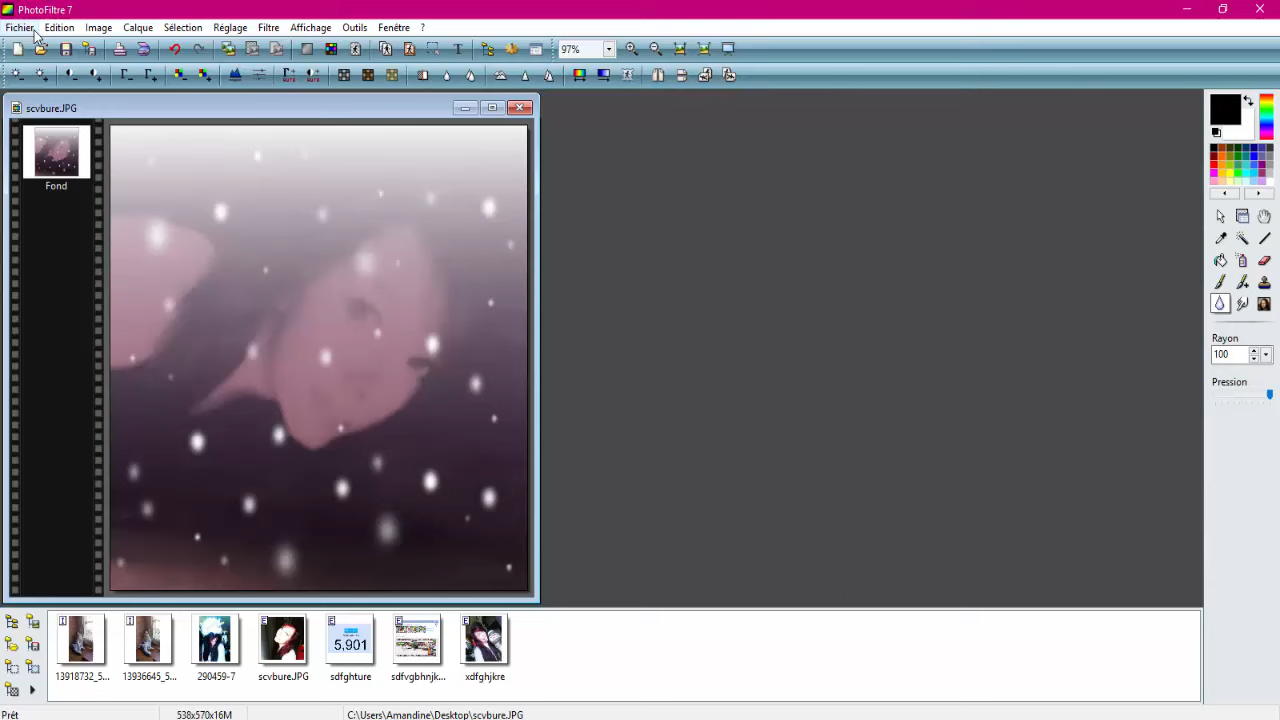 PhotoFiltre 7
Fichier Edition Image Calque Sélection Réglage Filtre Affichage Outils Fenêtre ?
97%
scvbure.JPG
Fond
Rayon
100
Pression
5,901
13918732_5... 13936645_5... 290459-7 scvbure.JPG sdfghture sdfvgbhnjk... xdfghjkre
Prêt 538x570x16M C:\Users\Amandine\Desktop\scvbure.JPG